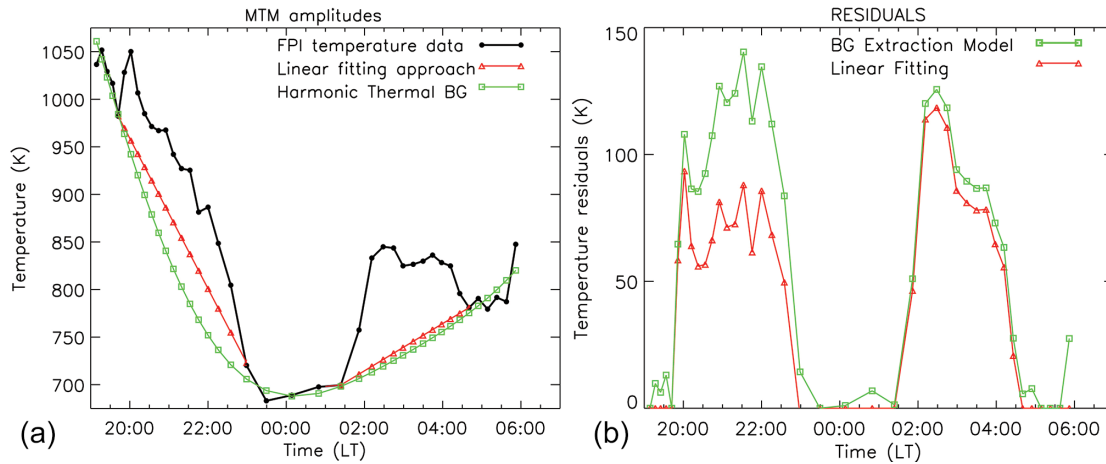 MTM amplitudes
FPI temperature data
Linear fitting approach
Harmonic Thermal BG
1050
1000
950
900
850
800
750
700
Temperature (K)
20:00 22:00 00:00 02:00 04:00 06:00
Time (LT)
(a)
RESIDUALS
BG Extraction Model
Linear Fitting
150
100
50
0
Temperature residuals (K)
20:00 22:00 00:00 02:00 04:00 06:00
Time (LT)
(b)